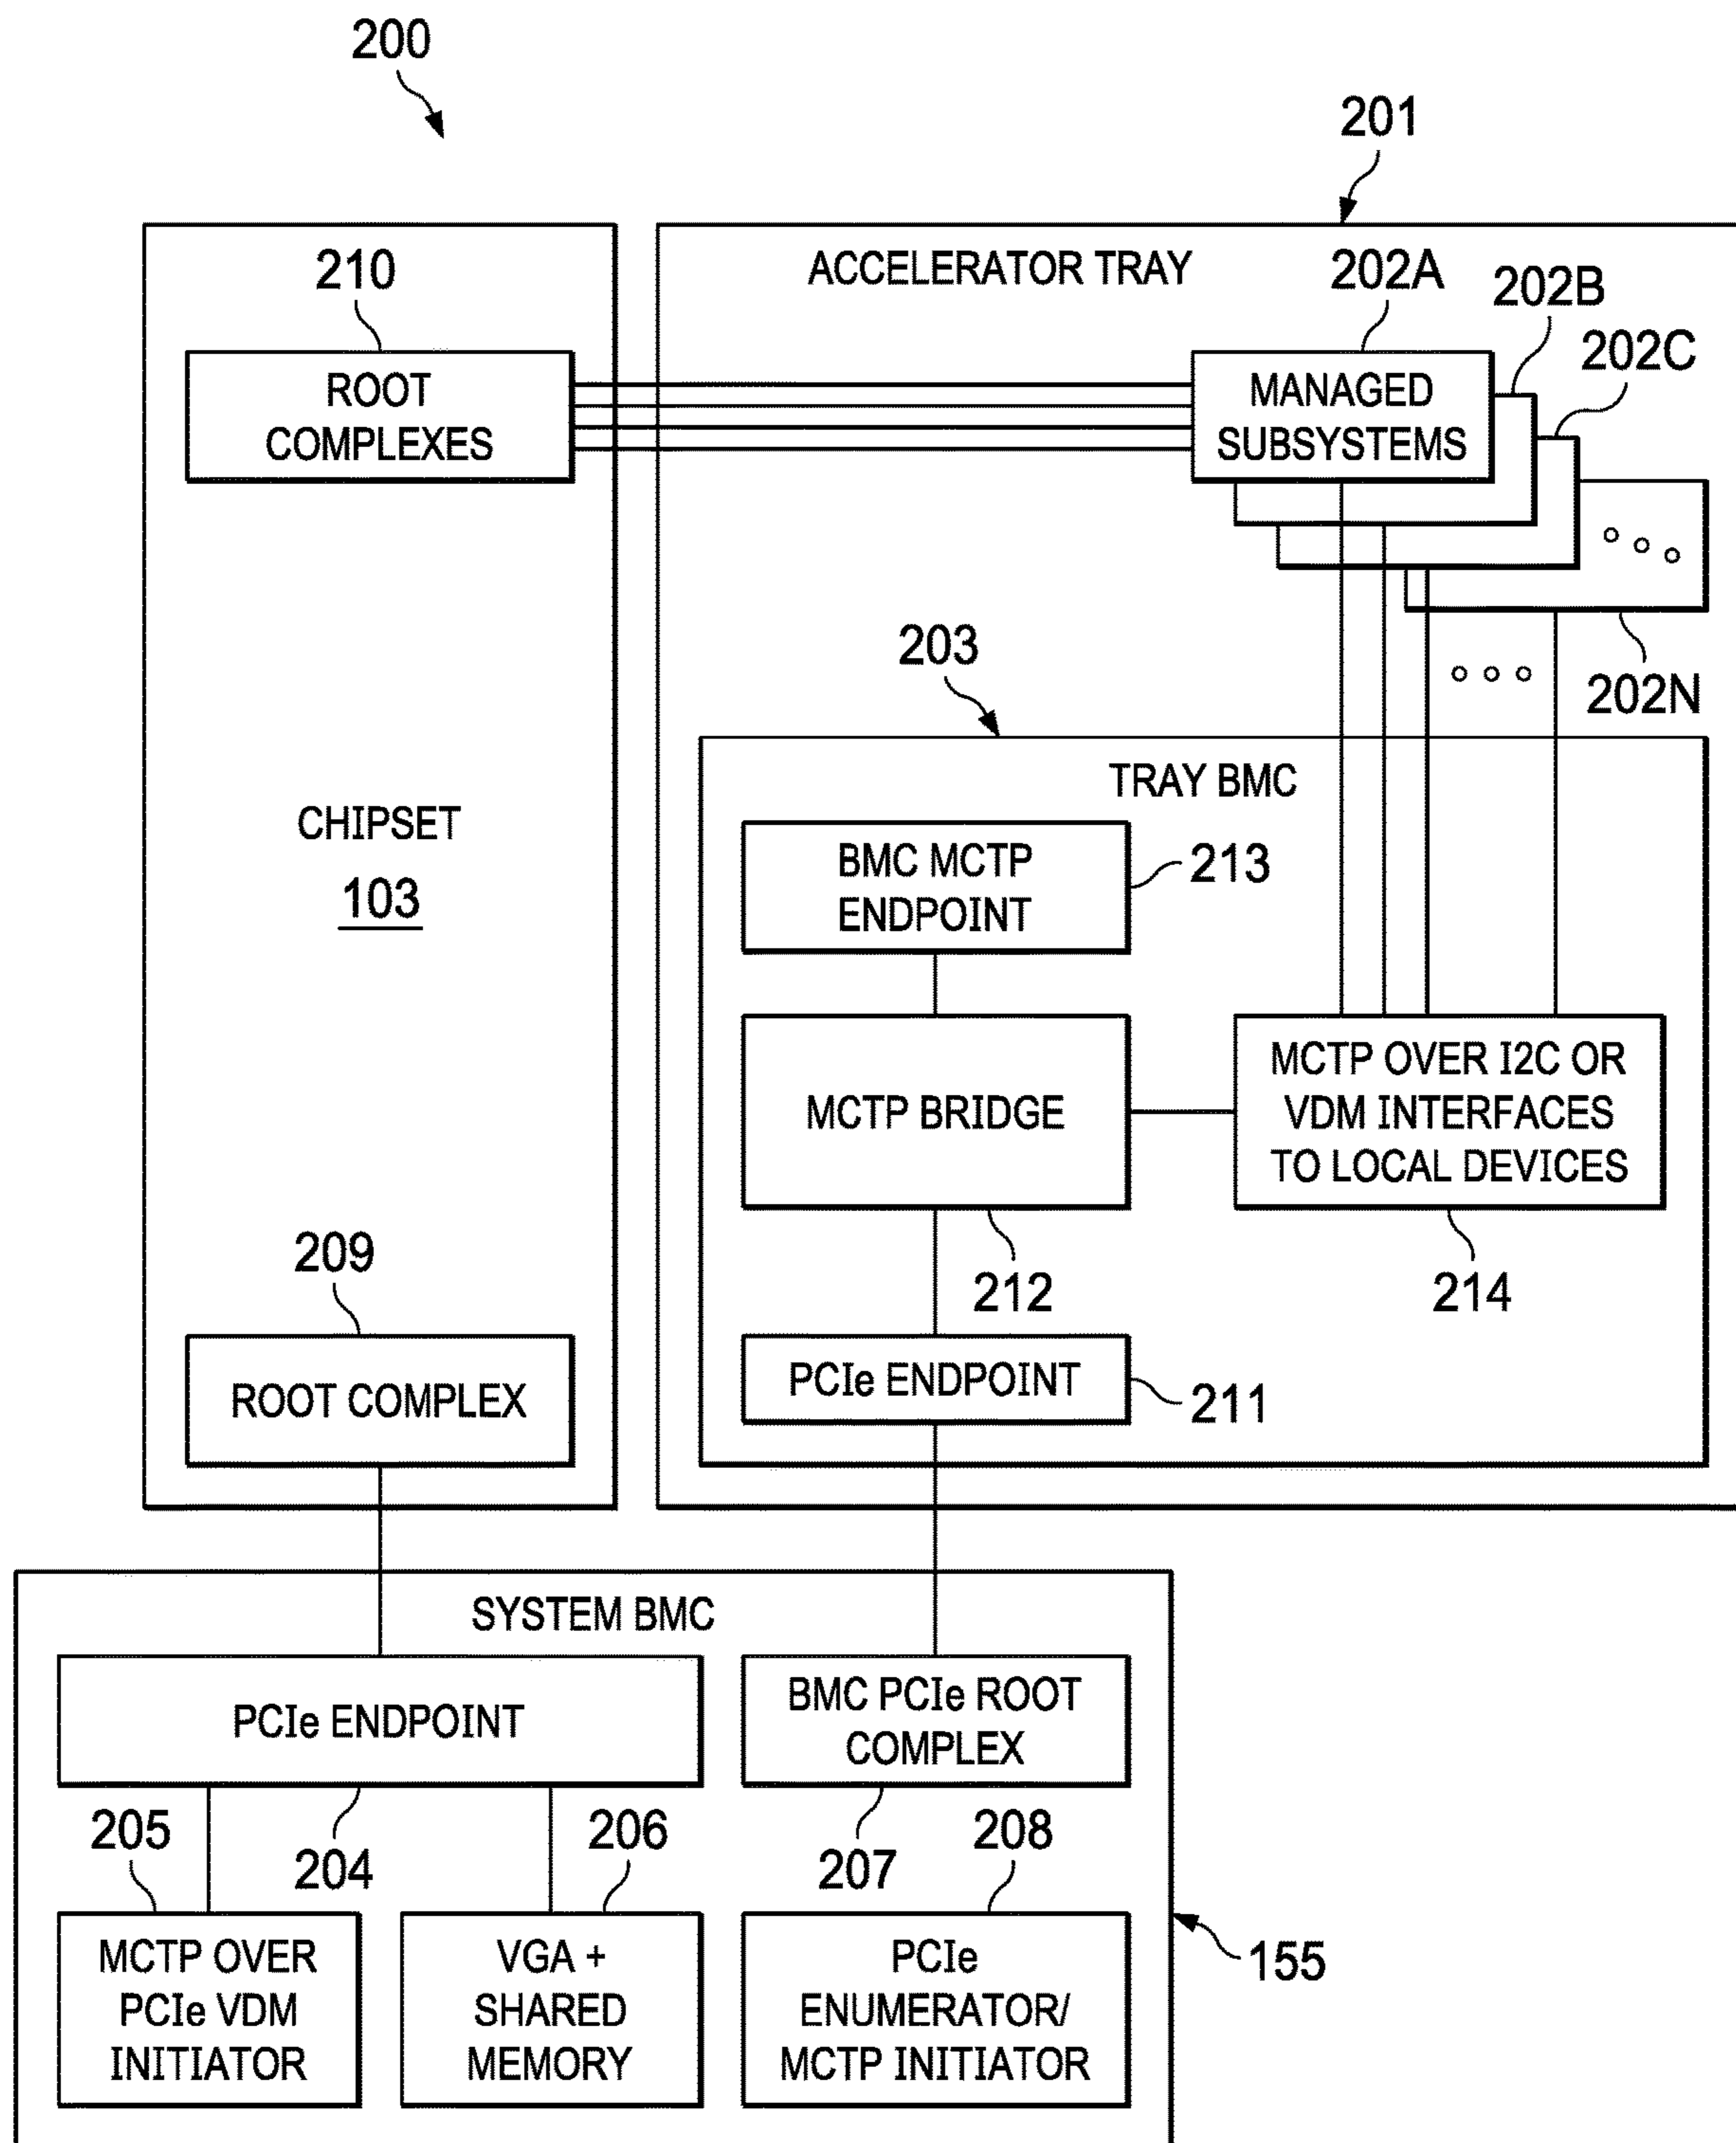 200
201
210
ACCELERATOR TRAY
202A
202B
202C
ROOT
COMPLEXES
MANAGED
SUBSYSTEMS
203
202N
TRAY BMC
CHIPSET
103
BMC MCTP
ENDPOINT
213
MCTP BRIDGE
MCTP OVER I2C OR
VDM INTERFACES
TO LOCAL DEVICES
209
212
214
ROOT COMPLEX
PCIe ENDPOINT
211
SYSTEM BMC
PCIe ENDPOINT
BMC PCIe ROOT
COMPLEX
205
204
206
207
208
MCTP OVER
PCIe VDM
INITIATOR
VGA +
SHARED
MEMORY
PCIe
ENUMERATOR/
MCTP INITIATOR
155